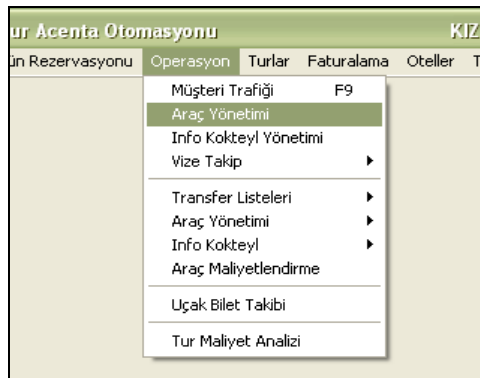 ur Acenta Otomasyonu KIZ
ün Rezervasyonu Operasyon Turlar Faturalama Oteller T
Müşteri Trafiği F9
Araç Yönetimi
Info Kokteyl Yönetimi
Vize Takip
Transfer Listeleri
Araç Yönetimi
Info Kokteyl
Araç Maliyetlendirme
Uçak Bilet Takibi
Tur Maliyet Analizi